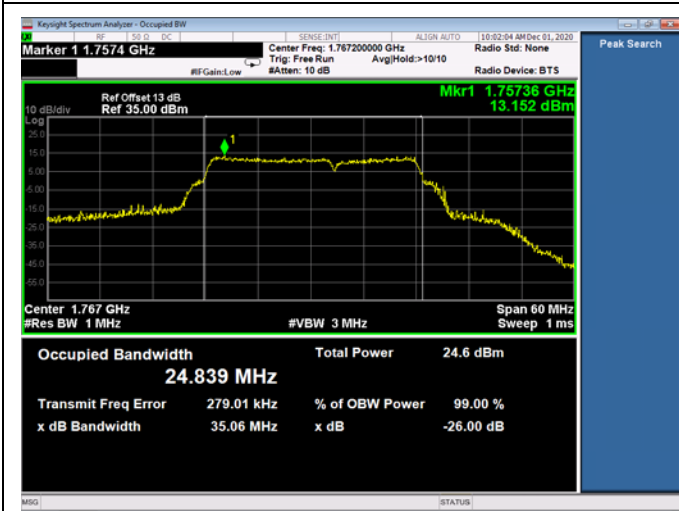 Keysight Spectrum Analyzer - Occupied BW
RF 50 Ω DC SENSE:INT ALIGN AUTO 10:02:04 AM Dec 01, 2020
Marker 1 1.7574 GHz Center Freq: 1.767200000 GHz Radio Std: None Peak Search
Trig: Free Run Avg|Hold:>10/10
#IFGain:Low #Atten: 10 dB Radio Device: BTS
Ref Offset 13 dB Mkr1 1.75736 GHz
10 dB/div Ref 35.00 dBm 13.152 dBm
Log
25.0
1
15.0
5.00
-5.00
-15.0
-25.0
-35.0
-45.0
-55.0
Center 1.767 GHz Span 60 MHz
#Res BW 1 MHz #VBW 3 MHz Sweep 1 ms
Occupied Bandwidth Total Power 24.6 dBm
24.839 MHz
Transmit Freq Error 279.01 kHz % of OBW Power 99.00 %
x dB Bandwidth 35.06 MHz x dB -26.00 dB
MSG STATUS